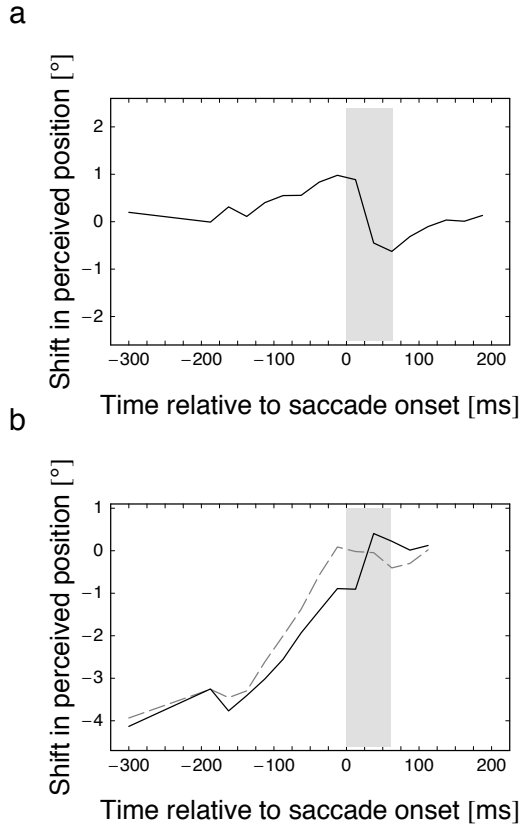 a
Shift in perceived position [°]
2
1
0
−1
−2
−300 −200 −100 0 100 200
Time relative to saccade onset [ms]
b
Shift in perceived position [°]
1
0
−1
−2
−3
−4
−300 −200 −100 0 100 200
Time relative to saccade onset [ms]